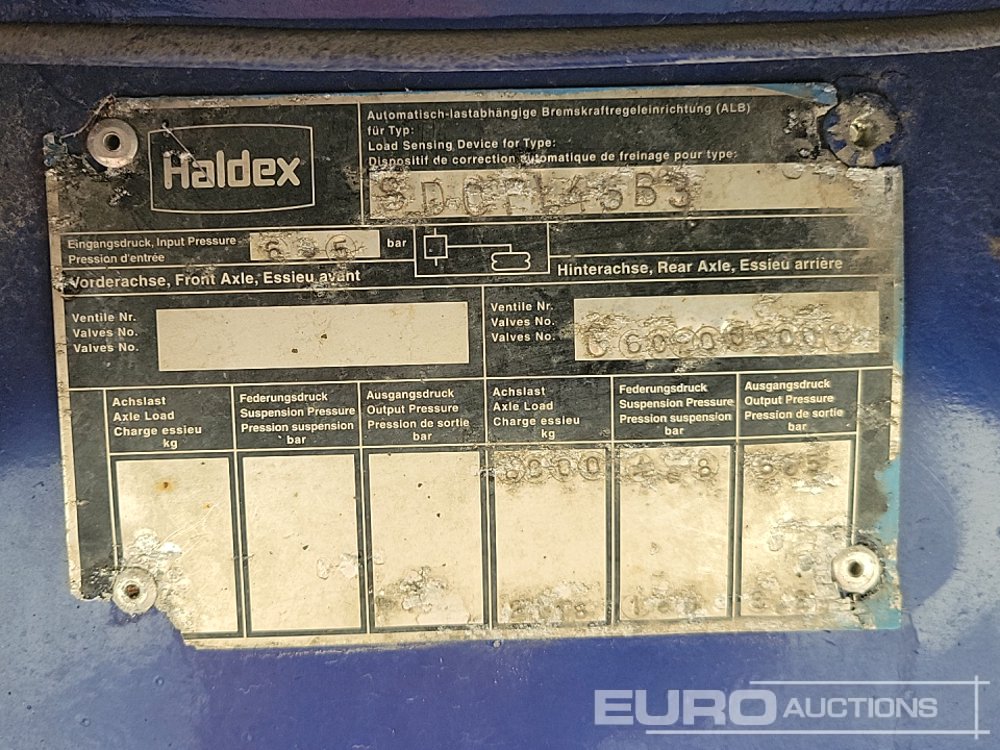 Haldex
Automatisch-lastabhängige Bremskraftregeleinrichtung (ALB)
für Typ:
Load Sensing Device for Type:
Dispositif de correction automatique de freinage pour type:
Eingangsdruck, Input Pressure
Pression d'entrée
bar
Vorderachse, Front Axle, Essieu avant
Hinterachse, Rear Axle, Essieu arrière
Ventile Nr.
Valves No.
Valves No.
Ventile Nr.
Valves No.
Valves No.
Achslast
Axle Load
Charge essieu
kg
Federungsdruck
Suspension Pressure
Pression suspension
bar
Ausgangsdruck
Output Pressure
Pression de sortie
bar
Achslast
Axle Load
Charge essieu
kg
Federungsdruck
Suspension Pressure
Pression suspension
bar
Ausgangsdruck
Output Pressure
Pression de sortie
bar
EURO AUCTIONS